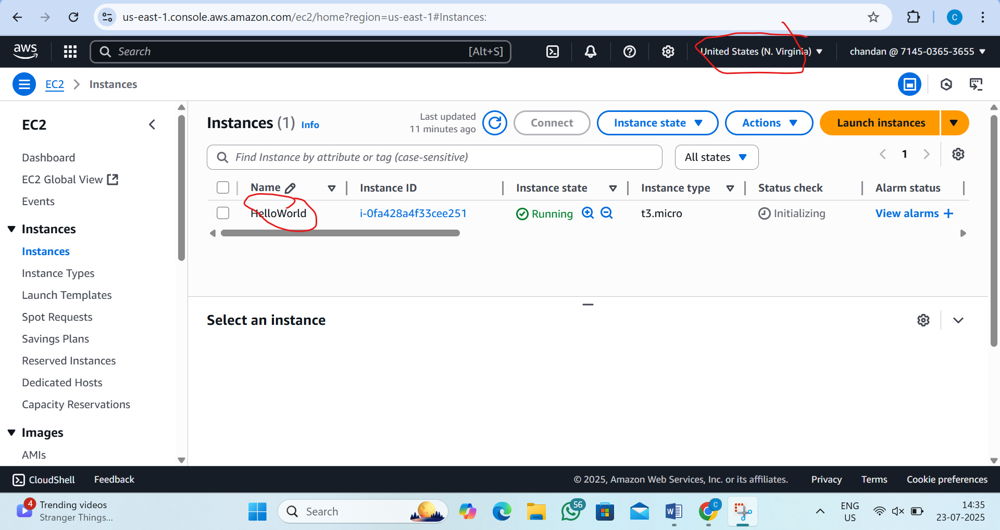 us-east-1.console.aws.amazon.com/ec2/home?region=us-east-1#Instances:
C
aws
Search [Alt+S]
United States (N. Virginia)
chandan @ 7145-0365-3655
EC2 > Instances
EC2
Dashboard
EC2 Global View
Events
Instances
Instances
Instance Types
Launch Templates
Spot Requests
Savings Plans
Reserved Instances
Dedicated Hosts
Capacity Reservations
Images
AMIs
Instances (1) Info
Last updated
11 minutes ago
Connect
Instance state
Actions
Launch instances
Find Instance by attribute or tag (case-sensitive)
All states
1
Name Instance ID Instance state Instance type Status check Alarm status
HelloWorld i-0fa428a4f33cee251 Running t3.micro Initializing View alarms +
Select an instance
CloudShell Feedback © 2025, Amazon Web Services, Inc. or its affiliates. Privacy Terms Cookie preferences
4
Trending videos
Stranger Things...
Search
56
W
C
ENG
US
14:35
23-07-2025